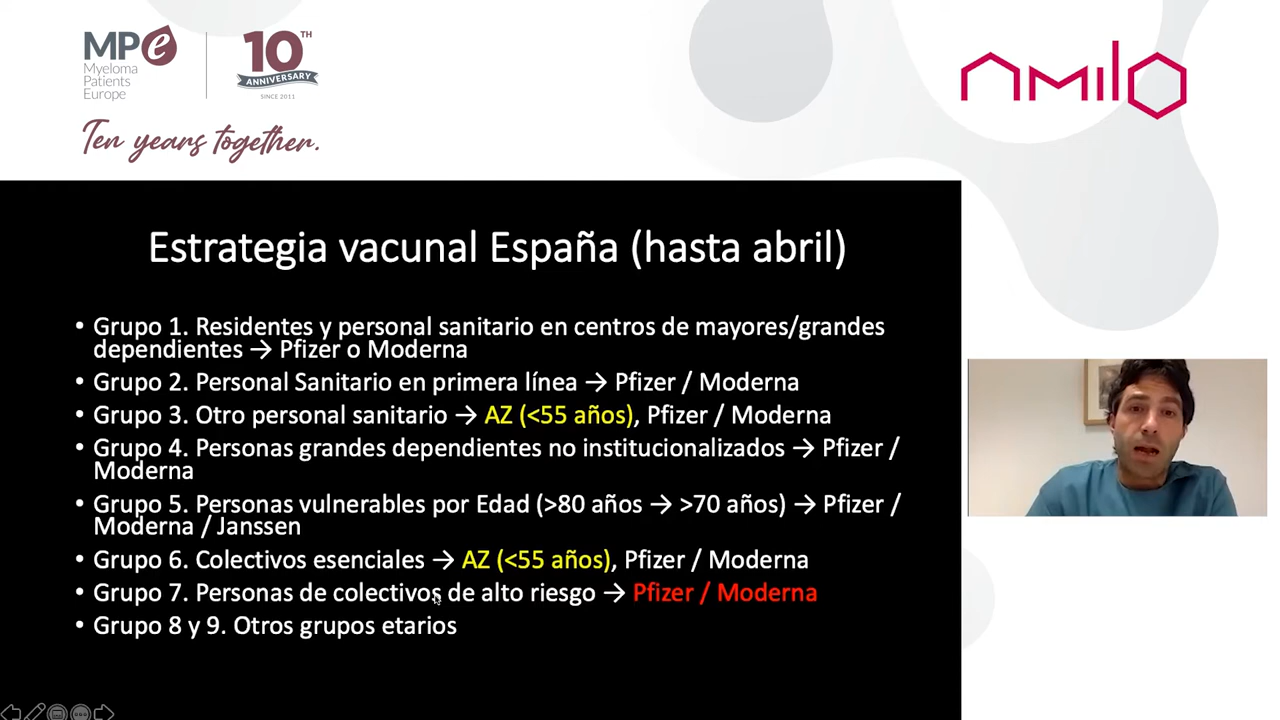 MPe
Myeloma
Patients
Europe
10TH
ANNIVERSARY
SINCE 2011
Ten years together.
amilo
Estrategia vacunal España (hasta abril)
• Grupo 1. Residentes y personal sanitario en centros de mayores/grandes
dependientes → Pfizer o Moderna
• Grupo 2. Personal Sanitario en primera línea → Pfizer / Moderna
• Grupo 3. Otro personal sanitario → AZ (<55 años), Pfizer / Moderna
• Grupo 4. Personas grandes dependientes no institucionalizados → Pfizer /
Moderna
• Grupo 5. Personas vulnerables por Edad (>80 años → >70 años) → Pfizer /
Moderna / Janssen
• Grupo 6. Colectivos esenciales → AZ (<55 años), Pfizer / Moderna
• Grupo 7. Personas de colectivos de alto riesgo → Pfizer / Moderna
• Grupo 8 y 9. Otros grupos etarios